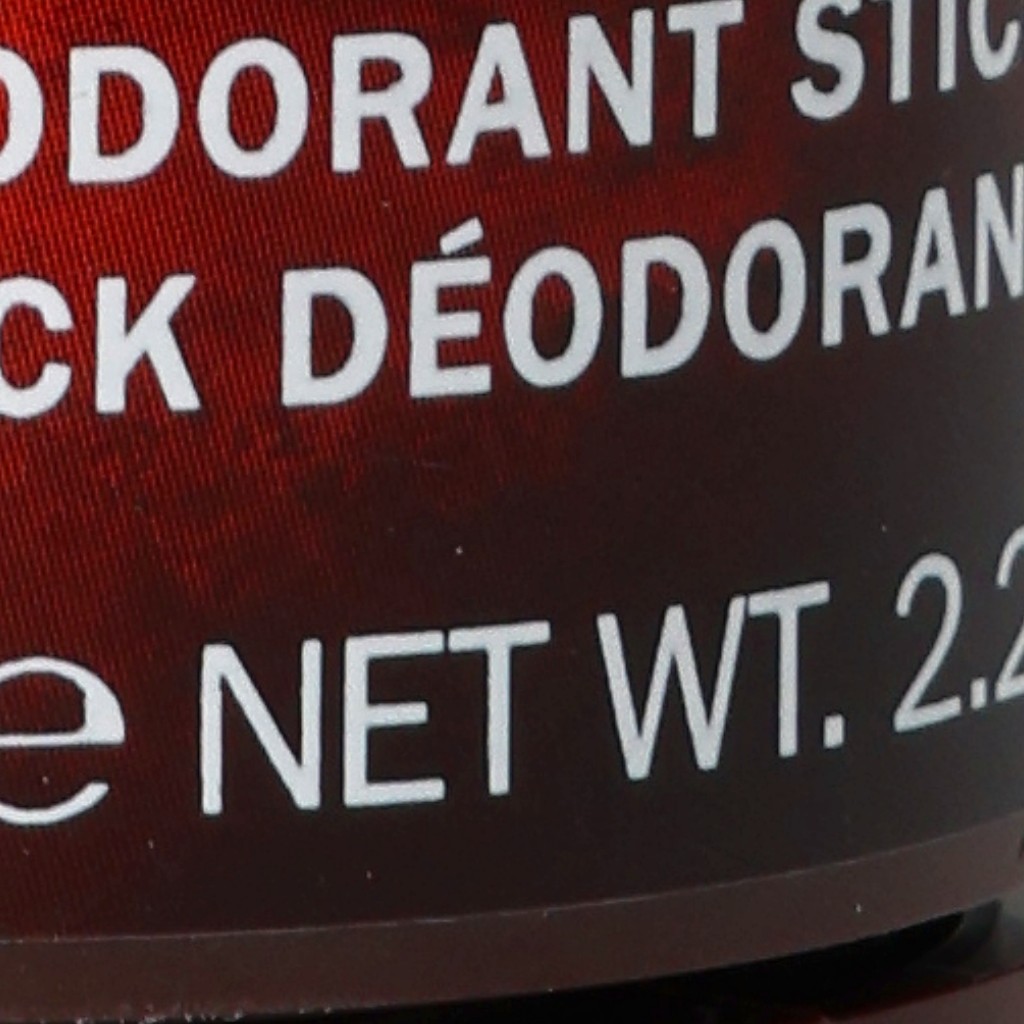 ODORANT STIC
CK DÉODORAN
e NET WT. 2.2